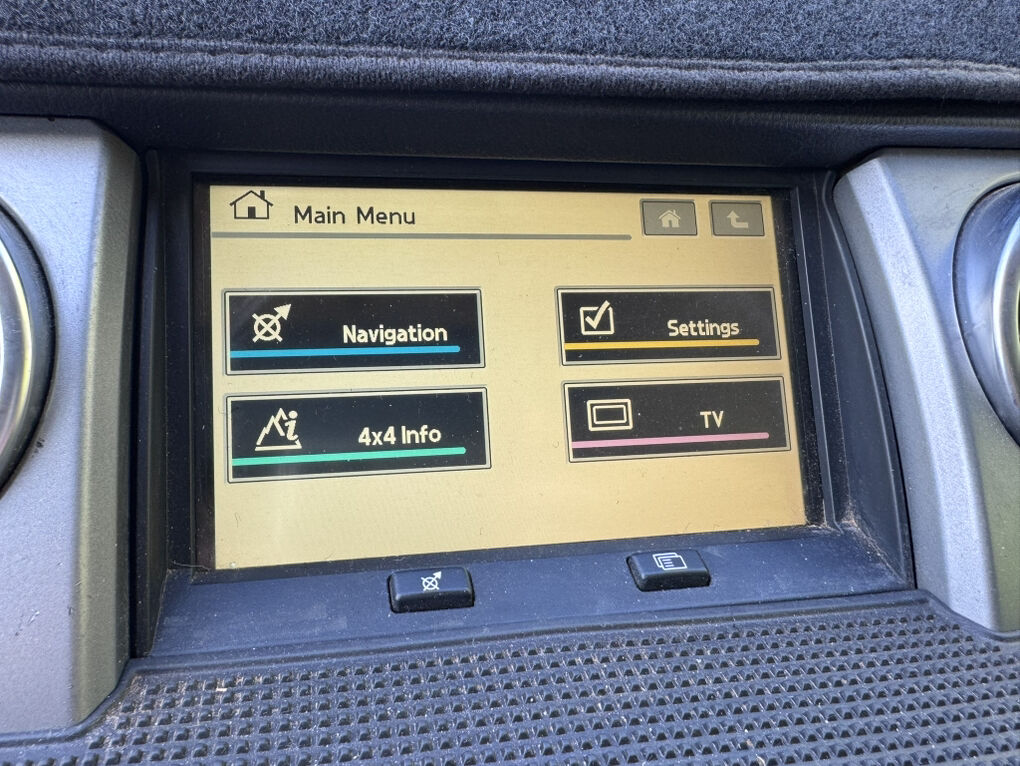 Main Menu
Navigation
Settings
4x4 Info
TV